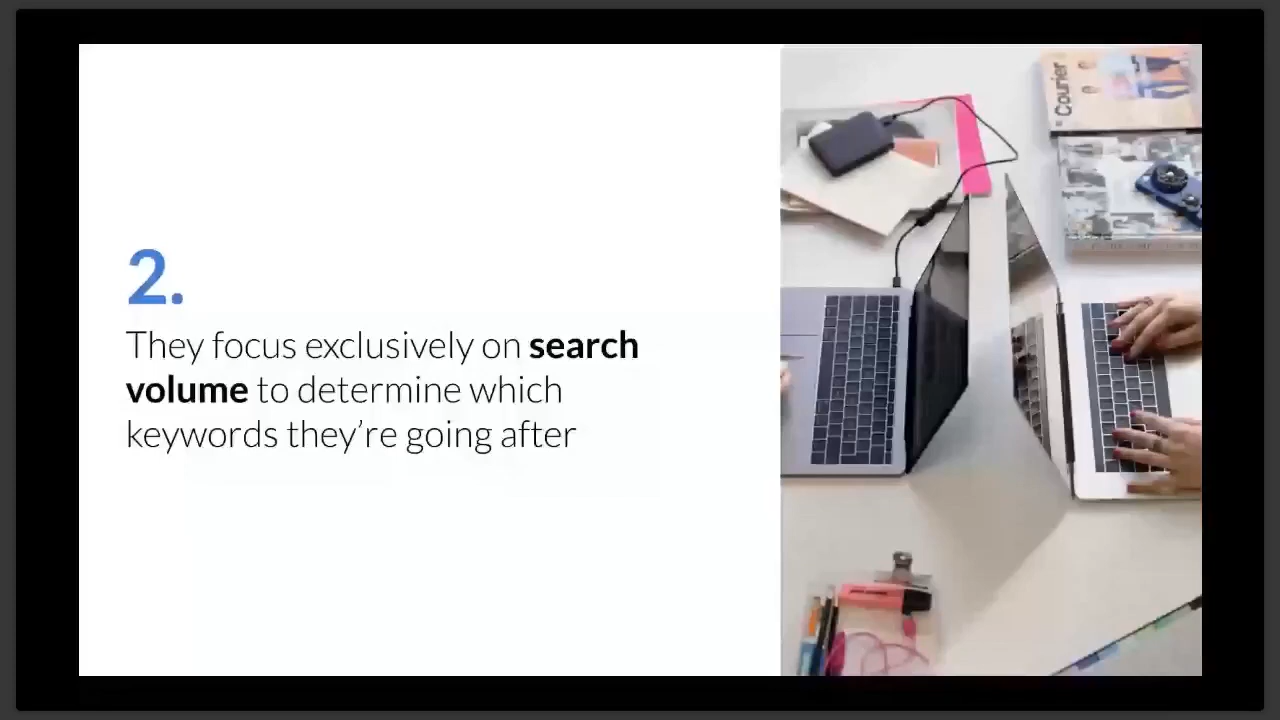 2.
They focus exclusively on search
volume to determine which
keywords they're going after
Courier